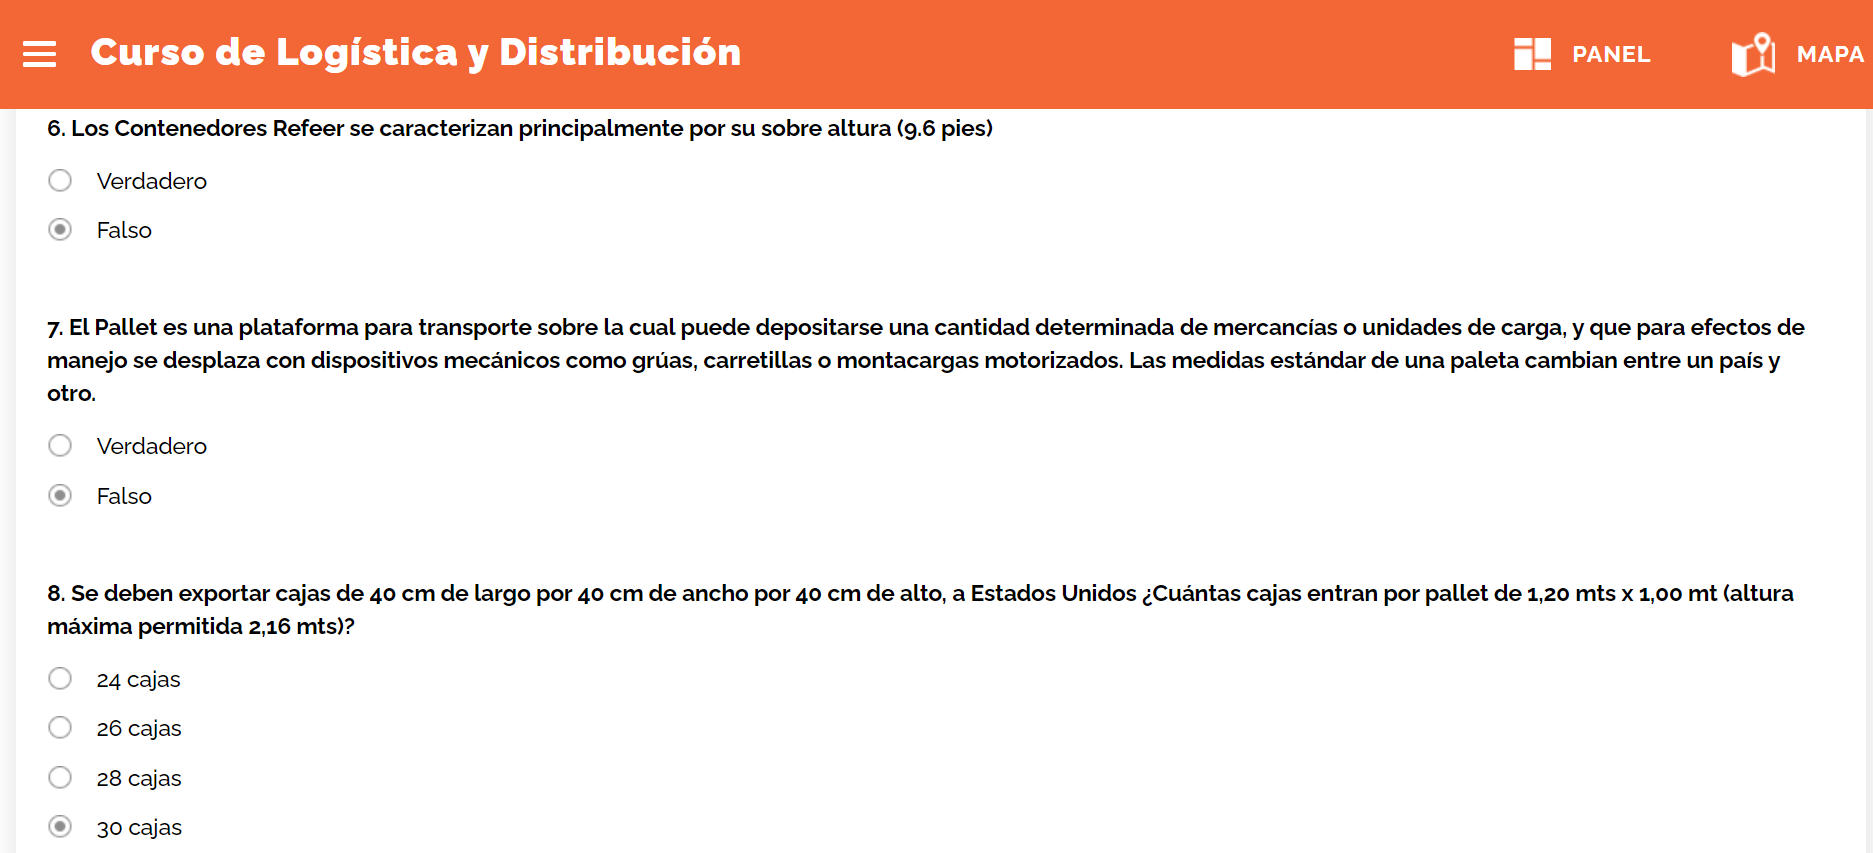 Curso de Logística y Distribución
PANEL
MAPA
6. Los Contenedores Refeer se caracterizan principalmente por su sobre altura (9.6 pies)
Verdadero
Falso
7. El Pallet es una plataforma para transporte sobre la cual puede depositarse una cantidad determinada de mercancías o unidades de carga, y que para efectos de
manejo se desplaza con dispositivos mecánicos como grúas, carretillas o montacargas motorizados. Las medidas estándar de una paleta cambian entre un país y
otro.
Verdadero
Falso
8. Se deben exportar cajas de 40 cm de largo por 40 cm de ancho por 40 cm de alto, a Estados Unidos ¿Cuántas cajas entran por pallet de 1,20 mts x 1,00 mt (altura
máxima permitida 2,16 mts)?
24 cajas
26 cajas
28 cajas
30 cajas